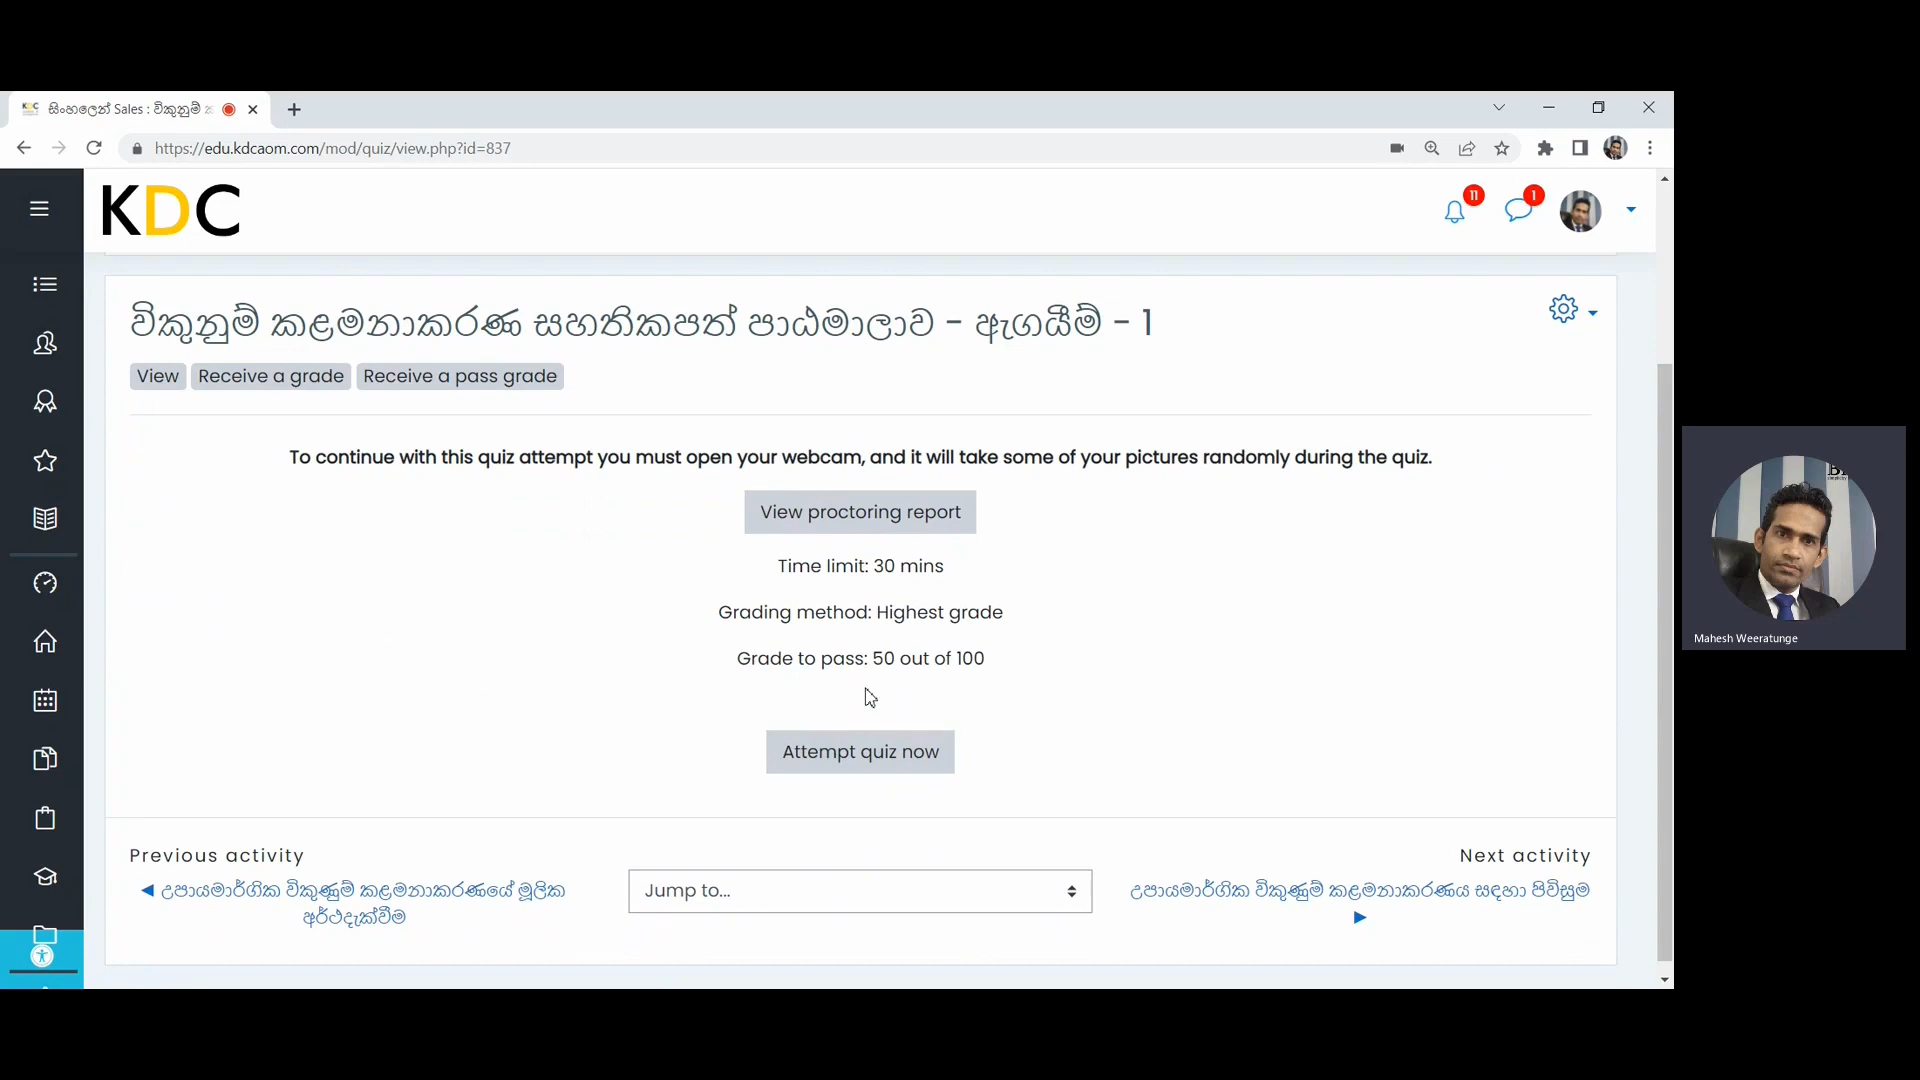 සිංහලෙන් Sales : විකුනුම්
https://edu.kdcaom.com/mod/quiz/view.php?id=837
KDC
11
1
විකුනුම් කළමනාකරණ සහතිකපත් පාඨමාලාව - ඇගයීම් - 1
View Receive a grade Receive a pass grade
To continue with this quiz attempt you must open your webcam, and it will take some of your pictures randomly during the quiz.
View proctoring report
Time limit: 30 mins
Grading method: Highest grade
Grade to pass: 50 out of 100
Attempt quiz now
Mahesh Weeratunge
Previous activity
◄ උපායමාර්ගික විකුණුම් කළමනාකරණයේ මූලික
අර්ථදැක්වීම
Jump to...
Next activity
උපායමාර්ගික විකුණුම් කළමනාකරණය සඳහා පිවිසුම
►